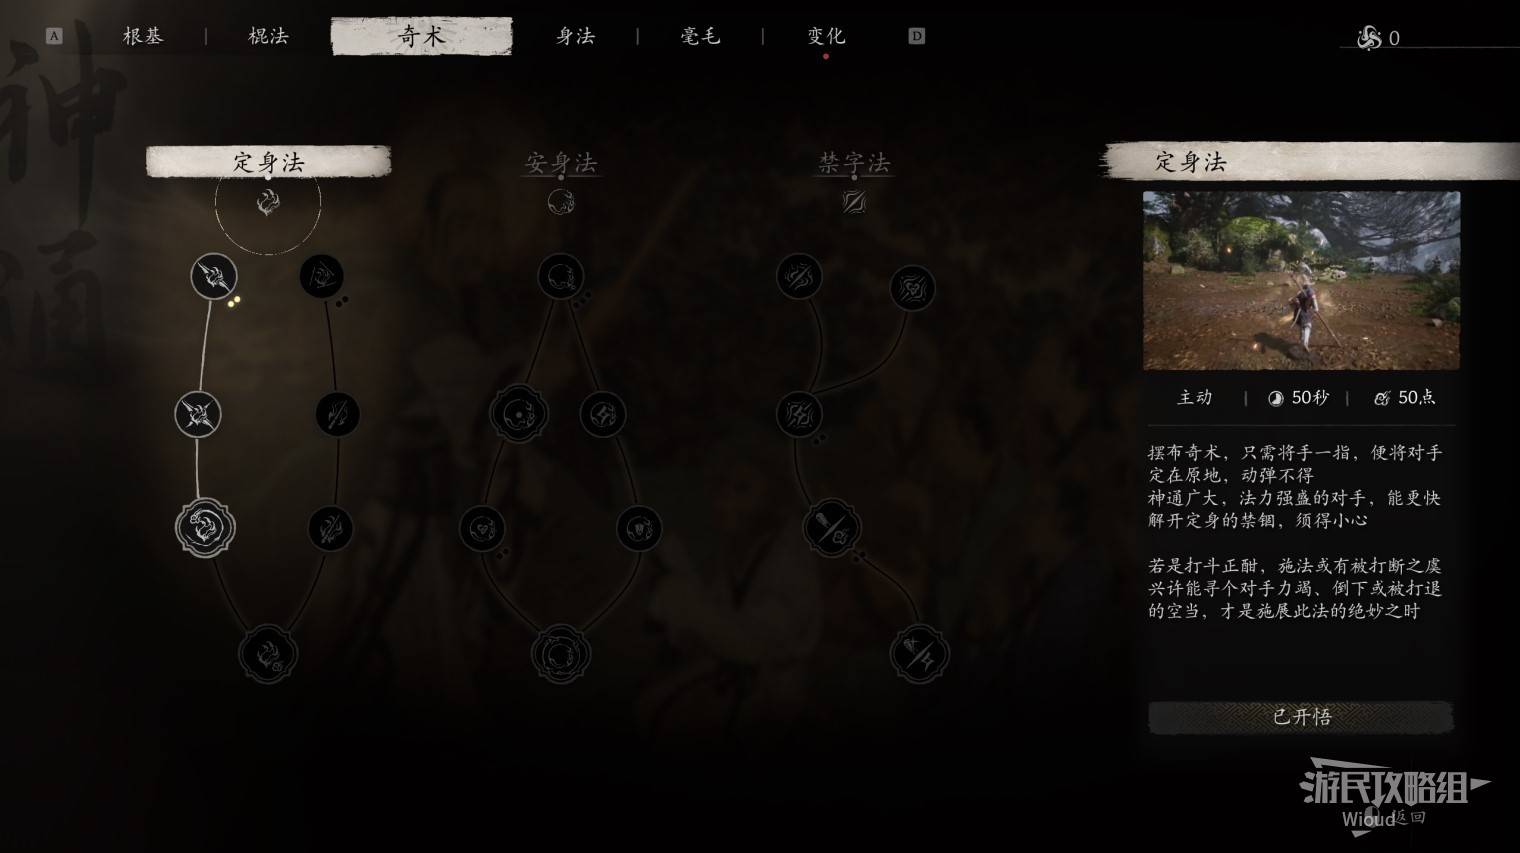 A 根基 | 棍法 奇术 身法 | 毫毛 | 变化 D
0
神
通
定身法
安身法
禁字法
定身法
主动 | 50秒 | 50点
摆布奇术，只需将手一指，便将对手
定在原地，动弹不得
神通广大，法力强盛的对手，能更快
解开定身的禁锢，须得小心
若是打斗正酣，施法或有被打断之虞
兴许能寻个对手力竭、倒下或被打退
的空当，才是施展此法的绝妙之时
已开悟
游民攻略组
Wioud
返回